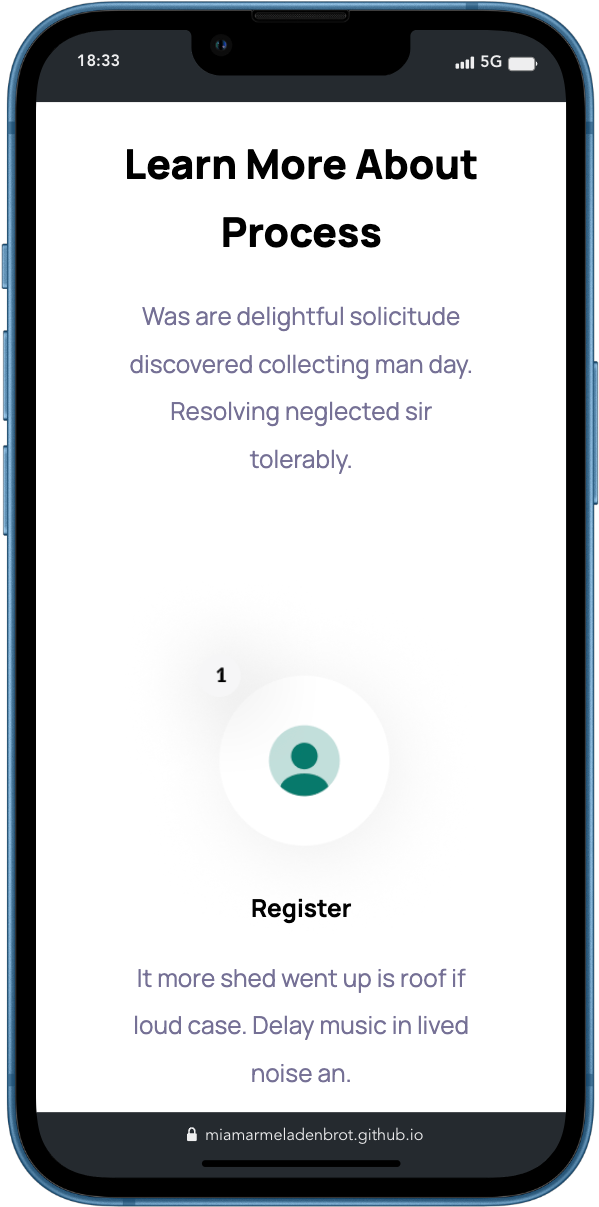 18:33
5G
Learn More About
Process
Was are delightful solicitude
discovered collecting man day.
Resolving neglected sir
tolerably.
1
Register
It more shed went up is roof if
loud case. Delay music in lived
noise an.
miamarmeladenbrot.github.io